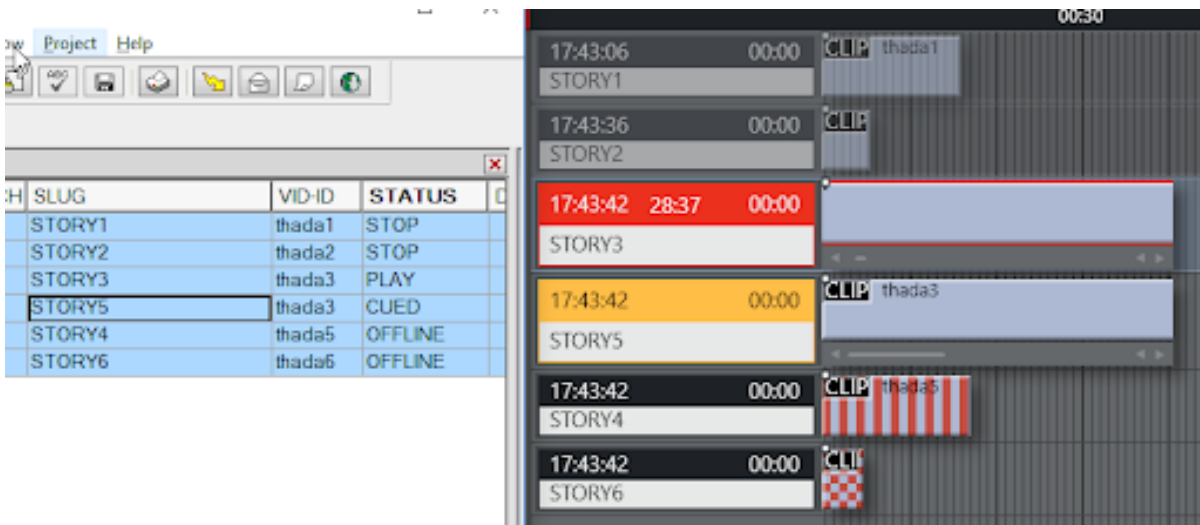 ow Project Help
ABC
CH SLUG VID-ID STATUS D
STORY1 thada1 STOP
STORY2 thada2 STOP
STORY3 thada3 PLAY
STORY5 thada3 CUED
STORY4 thada5 OFFLINE
STORY6 thada6 OFFLINE
00:30
17:43:06 00:00 CLIP thada1
STORY1
17:43:36 00:00 CLIP
STORY2
17:43:42 28:37 00:00
STORY3
17:43:42 00:00 CLIP thada3
STORY5
17:43:42 00:00 CLIP thada5
STORY4
17:43:42 00:00 CLI
STORY6